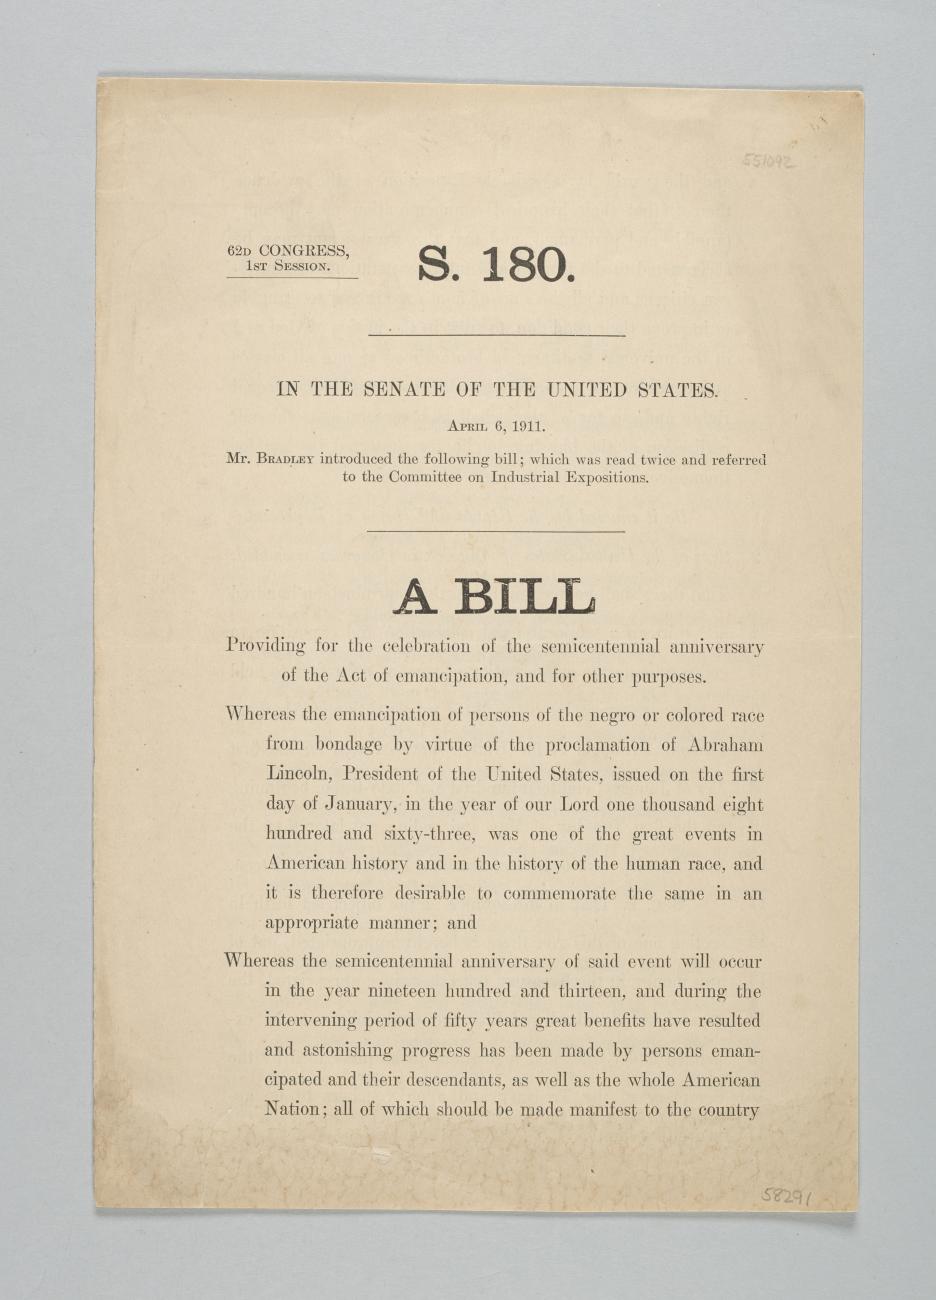 551092
62D CONGRESS,
1ST SESSION.
S. 180.
IN THE SENATE OF THE UNITED STATES.
APRIL 6, 1911.
Mr. BRADLEY introduced the following bill; which was read twice and referred
to the Committee on Industrial Expositions.
A BILL
Providing for the celebration of the semicentennial anniversary
of the Act of emancipation, and for other purposes.
Whereas the emancipation of persons of the negro or colored race
from bondage by virtue of the proclamation of Abraham
Lincoln, President of the United States, issued on the first
day of January, in the year of our Lord one thousand eight
hundred and sixty-three, was one of the great events in
American history and in the history of the human race, and
it is therefore desirable to commemorate the same in an
appropriate manner; and
Whereas the semicentennial anniversary of said event will occur
in the year nineteen hundred and thirteen, and during the
intervening period of fifty years great benefits have resulted
and astonishing progress has been made by persons eman-
cipated and their descendants, as well as the whole American
Nation; all of which should be made manifest to the country
58291